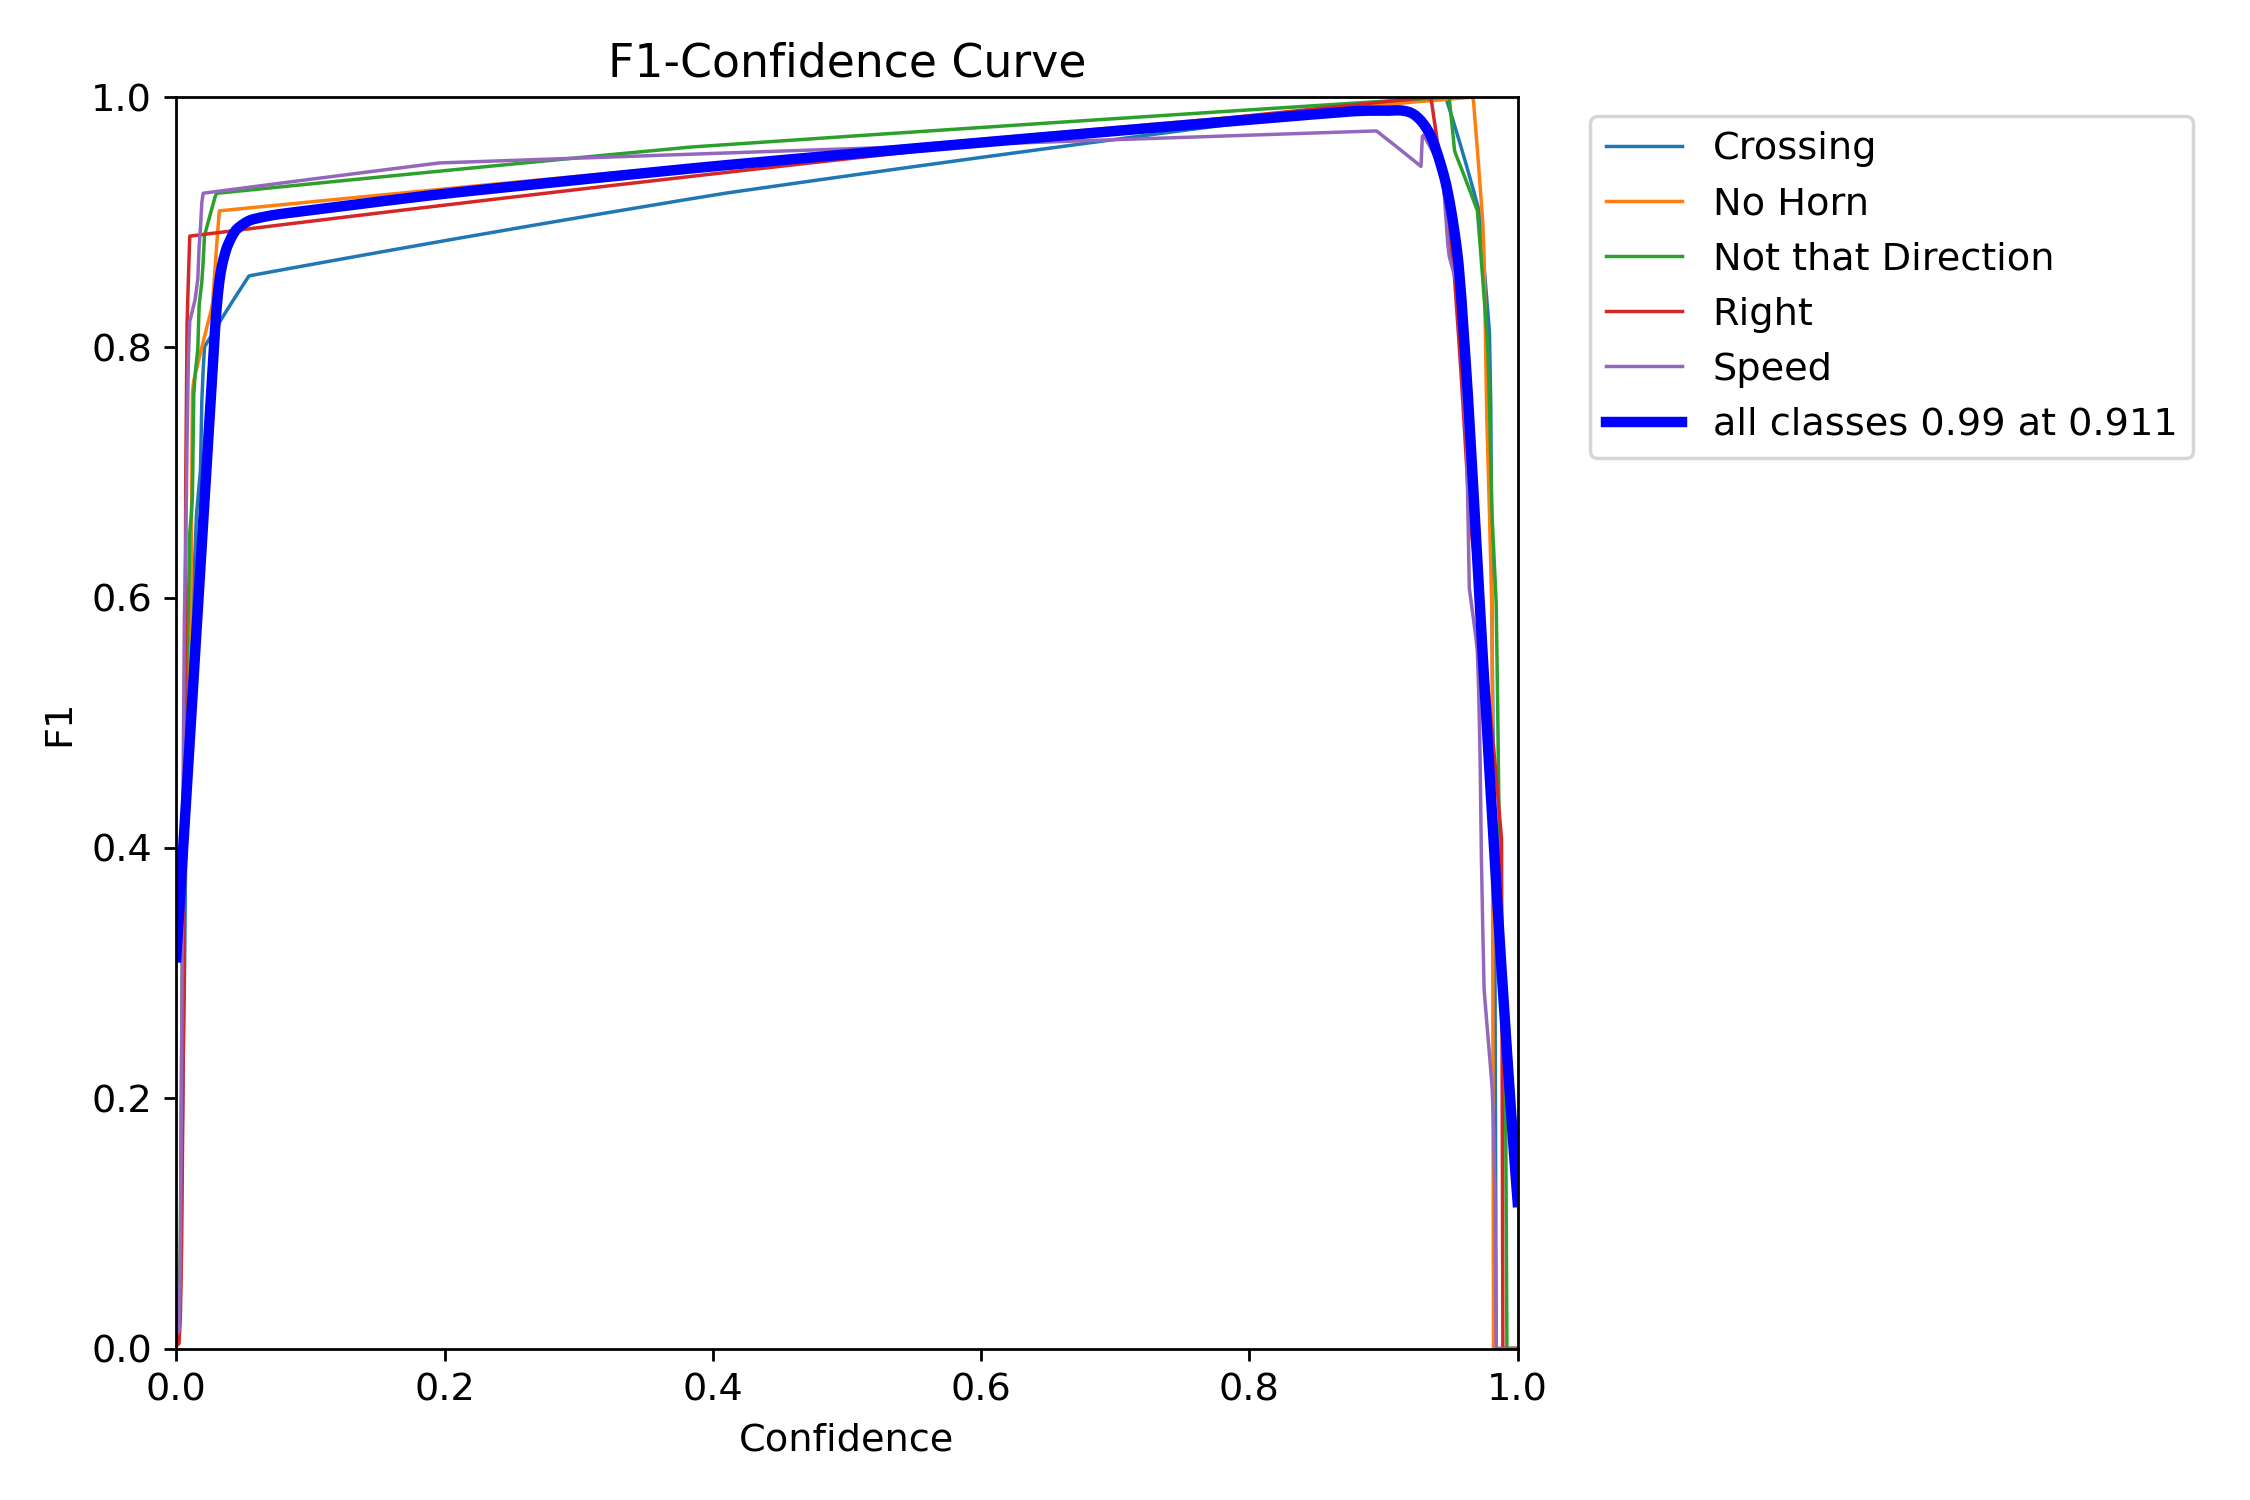 F1-Confidence Curve
1.0
0.8
0.6
0.4
0.2
0.0
F1
0.0 0.2 0.4 0.6 0.8 1.0
Confidence
Crossing
No Horn
Not that Direction
Right
Speed
all classes 0.99 at 0.911